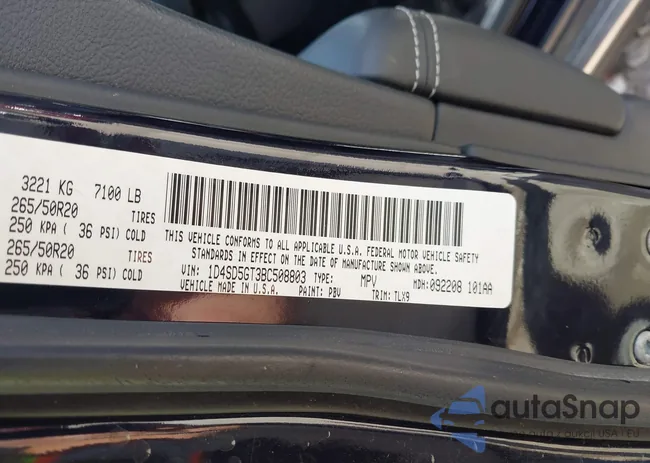 3221 KG 7100 LB
265/50R20 TIRES
250 KPA ( 36 PSI) COLD
265/50R20 TIRES
250 KPA ( 36 PSI) COLD
THIS VEHICLE CONFORMS TO ALL APPLICABLE U.S.A. FEDERAL MOTOR VEHICLE SAFETY
STANDARDS IN EFFECT ON THE DATE OF MANUFACTURE SHOWN ABOVE.
VIN: 1D4SD5GT3BC508803 TYPE: MPV MDH:092208 101AA
VEHICLE MADE IN U.S.A. PAINT: PBV TRIM: TLX9
autaSnap
USA | EU